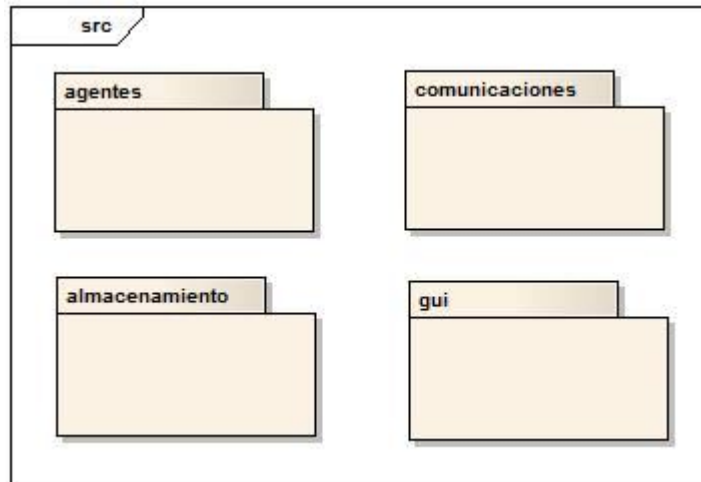 src
agentes
comunicaciones
almacenamiento
gui